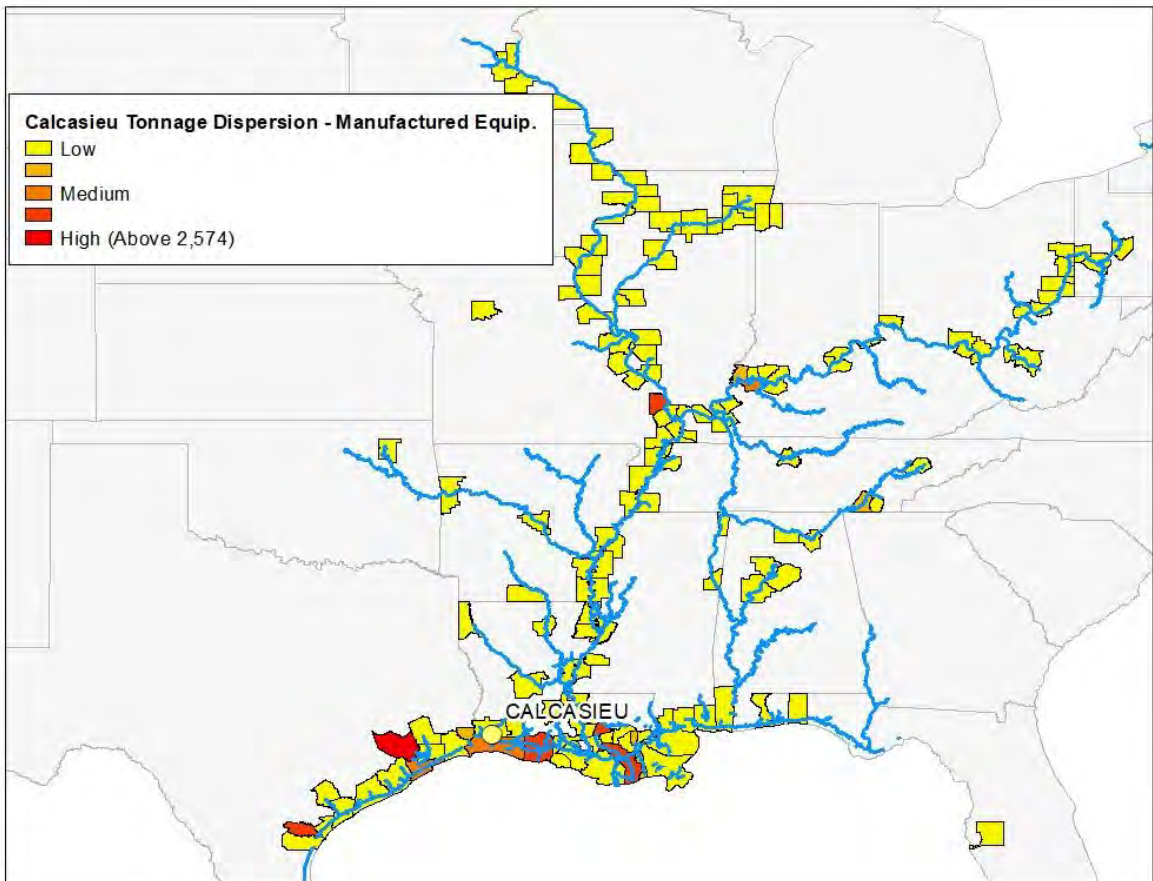 Calcasieu Tonnage Dispersion - Manufactured Equip.
Low
Medium
High (Above 2,574)
CALCASIEU